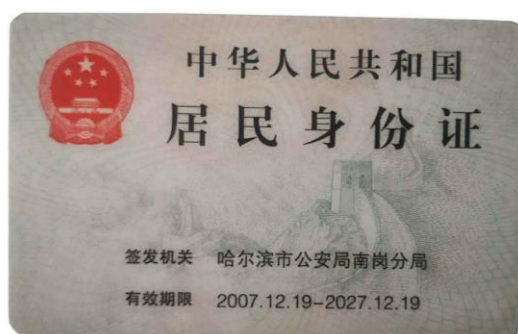 中华人民共和国
居民身份证
签发机关 哈尔滨市公安局南岗分局
有效期限 2007.12.19-2027.12.19